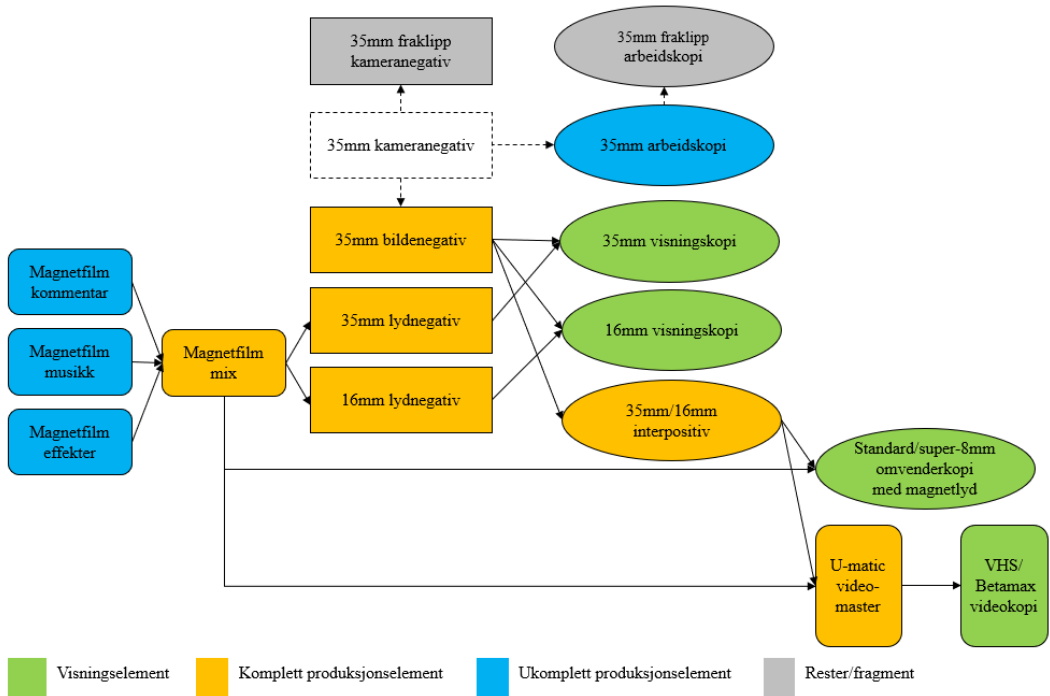 35mm fraklipp
kameranegativ
35mm fraklipp
arbeidskopi
35mm kameranegativ
35mm arbeidskopi
35mm bildenegativ
35mm visningskopi
Magnetfilm
kommentar
35mm lydnegativ
16mm visningskopi
Magnetfilm
musikk
Magnetfilm
mix
16mm lydnegativ
35mm/16mm
interpositiv
Magnetfilm
effekter
Standard/super-8mm
omvenderkopi
med magnetlyd
U-matic
video-
master
VHS/
Betamax
videokopi
Visningselement
Komplett produksjonselement
Ukomplett produksjonselement
Rester/fragment